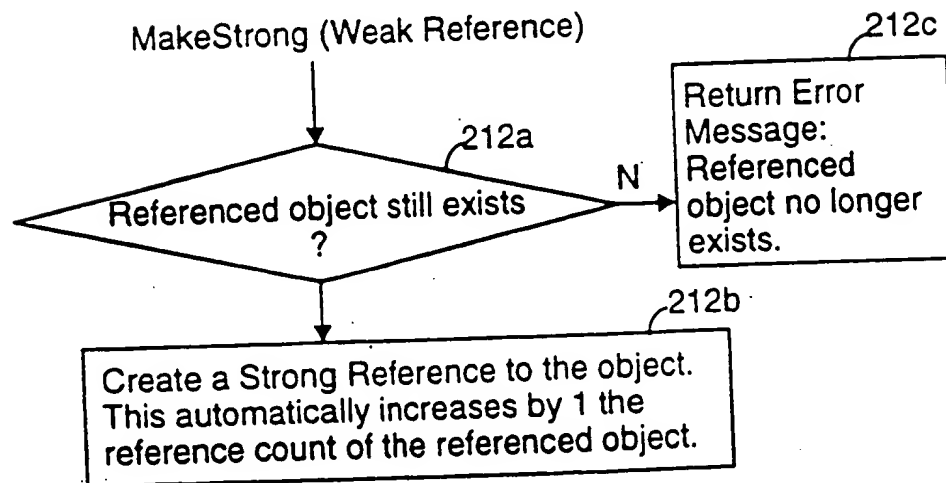 MakeStrong (Weak Reference)
212c
Return Error
Message:
Referenced
object no longer
exists.
212a
N
Referenced object still exists
?
212b
Create a Strong Reference to the object.
This automatically increases by 1 the
reference count of the referenced object.